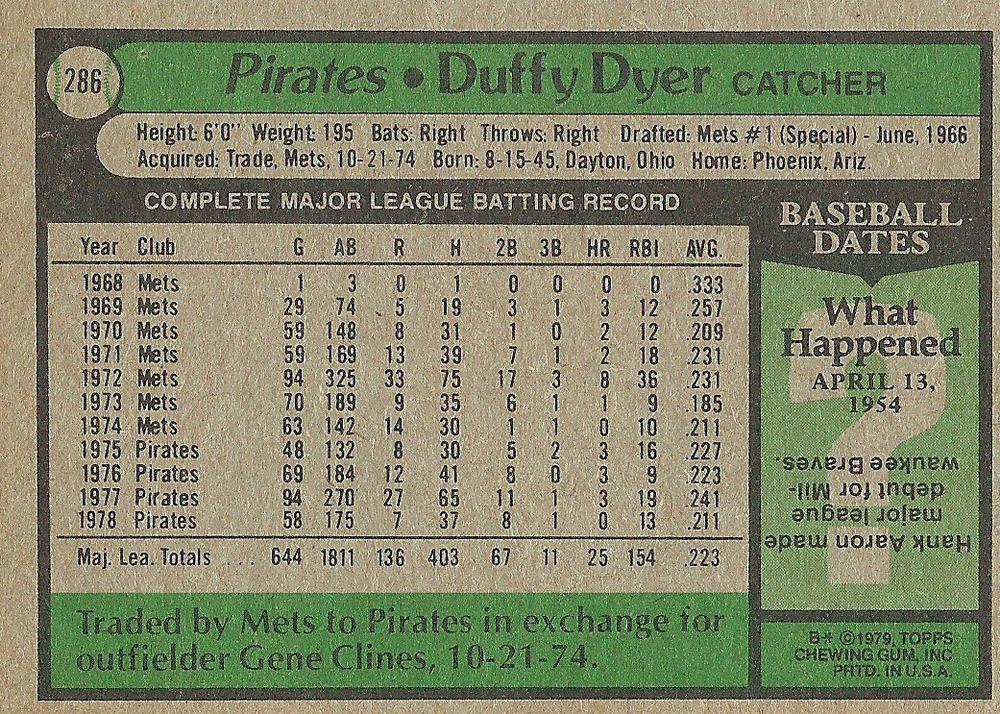 286
Pirates • Duffy Dyer CATCHER
Height: 6'0" Weight: 195 Bats: Right Throws: Right Drafted: Mets #1 (Special) - June, 1966
Acquired: Trade, Mets, 10-21-74 Born: 8-15-45, Dayton, Ohio Home: Phoenix, Ariz.
COMPLETE MAJOR LEAGUE BATTING RECORD
Year Club G AB R H 2B 3B HR RBI AVG.
1968 Mets 1 3 0 1 0 0 0 0 .333
1969 Mets 29 74 5 19 3 1 3 12 .257
1970 Mets 59 148 8 31 1 0 2 12 .209
1971 Mets 59 169 13 39 7 1 2 18 .231
1972 Mets 94 325 33 75 17 3 8 36 .231
1973 Mets 70 189 9 35 6 1 1 9 .185
1974 Mets 63 142 14 30 1 1 0 10 .211
1975 Pirates 48 132 8 30 5 2 3 16 .227
1976 Pirates 69 184 12 41 8 0 3 9 .223
1977 Pirates 94 270 27 65 11 1 3 19 .241
1978 Pirates 58 175 7 37 8 1 0 13 .211
Maj. Lea. Totals ... 644 1811 136 403 67 11 25 154 .223
Traded by Mets to Pirates in exchange for
outfielder Gene Clines, 10-21-74.
BASEBALL
DATES
What
Happened
APRIL 13,
1954
?
Hank Aaron made
major league
debut for Mil-
waukee Braves.
B* ©1979, TOPPS
CHEWING GUM, INC
PRTD. IN U.S.A.